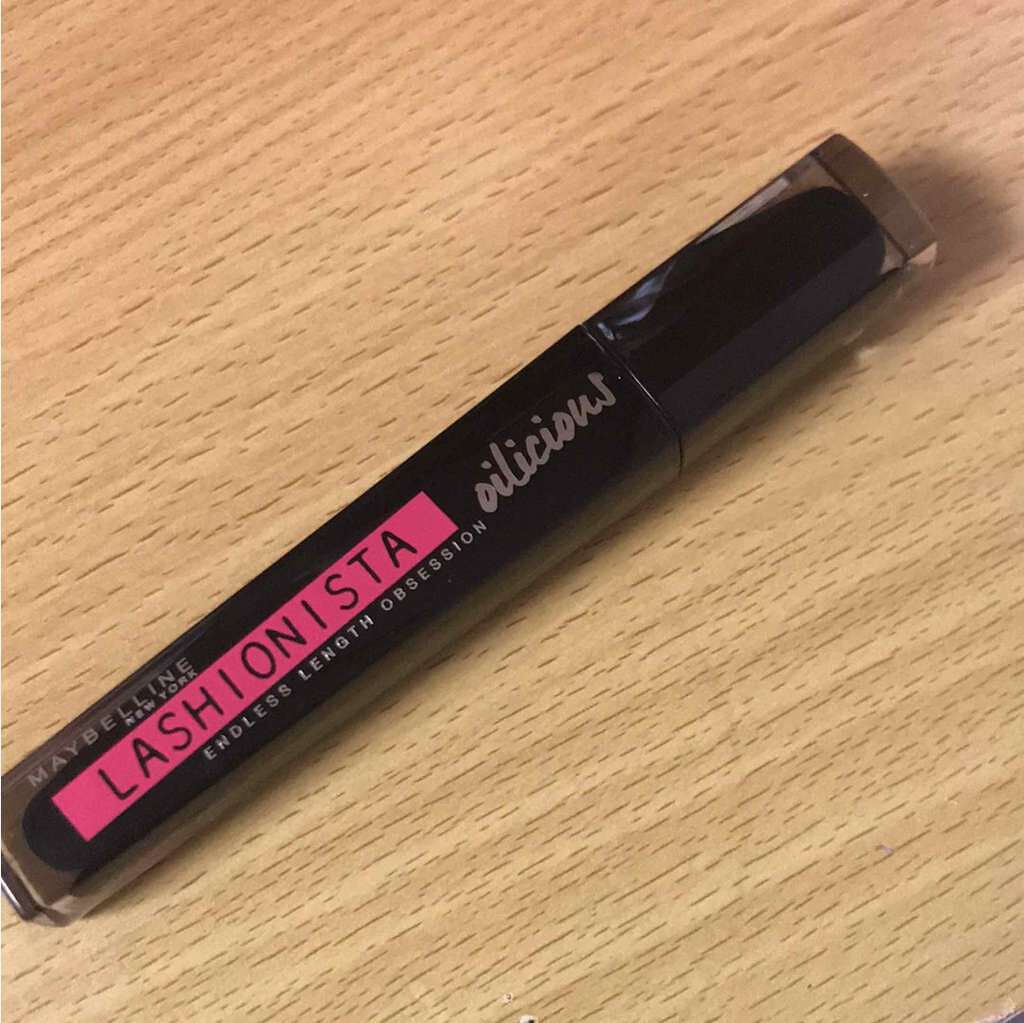 MAYBELLINE
NEW YORK
LASHIONISTA
ENDLESS LENGTH OBSESSION
oilicious